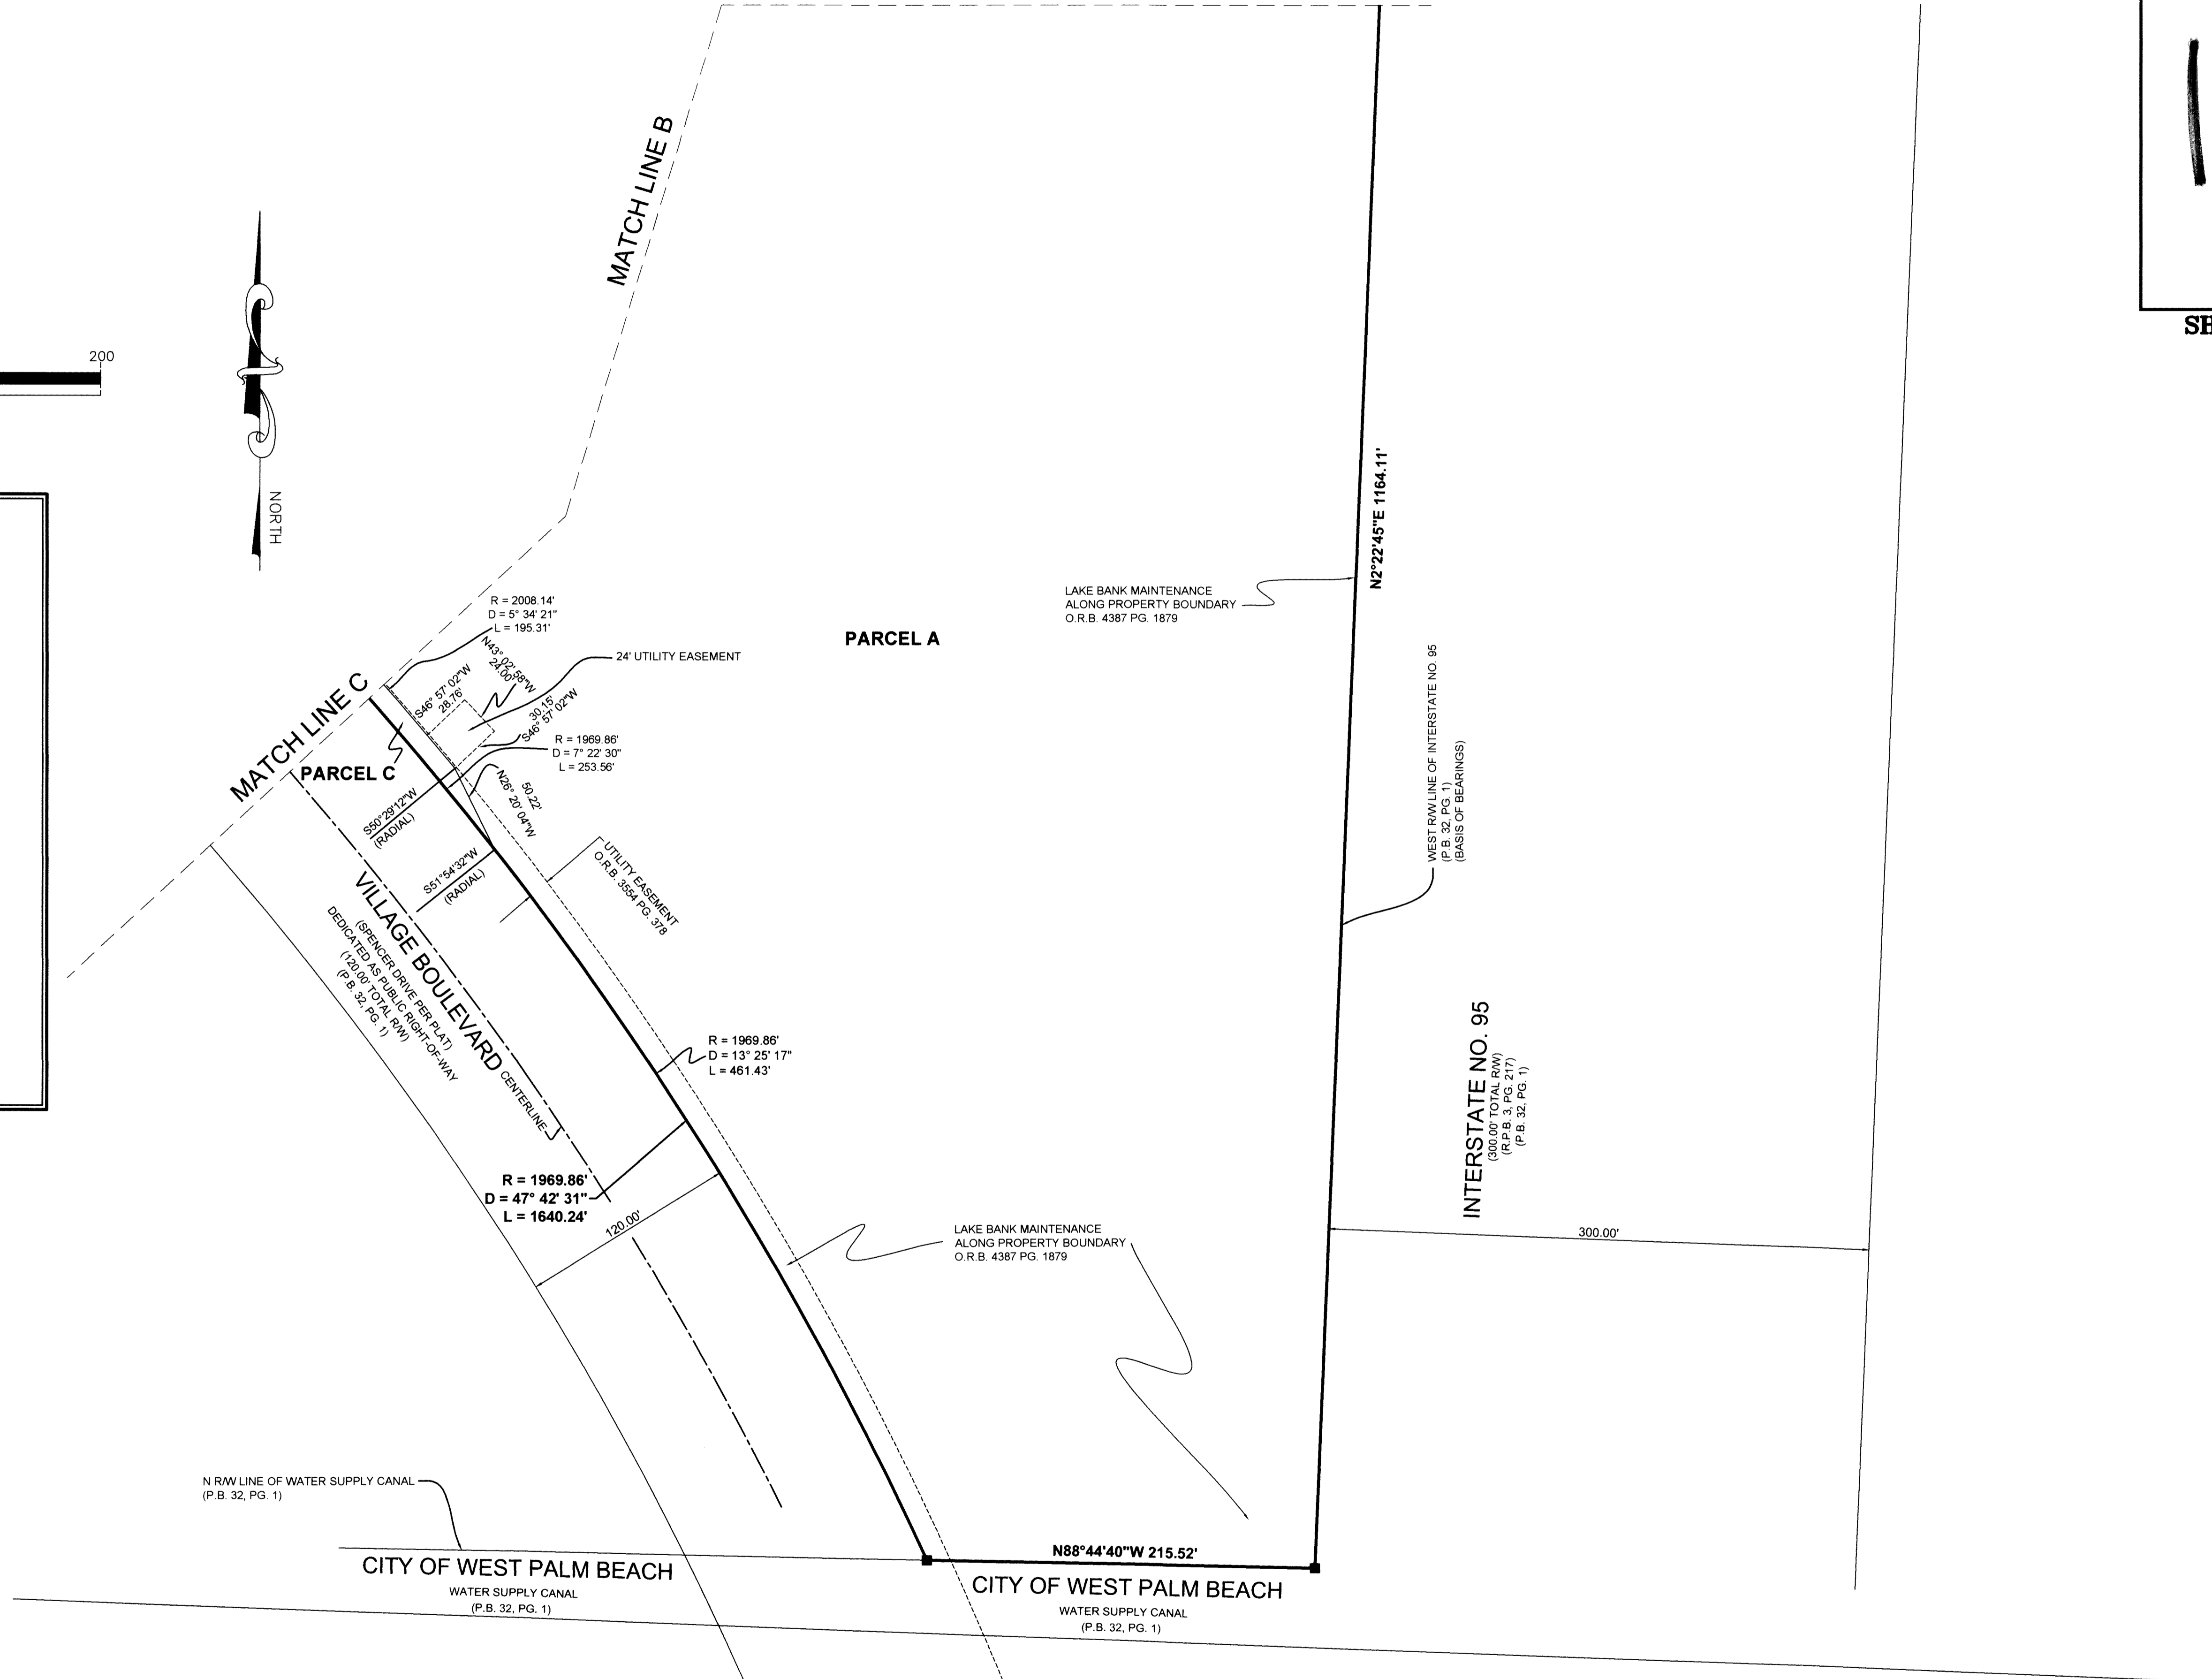 MATCH LINE B
200
NORTH
SH
N2°22'45"E 1164.11'
LAKE BANK MAINTENANCE
ALONG PROPERTY BOUNDARY
O.R.B. 4387 PG. 1879
R = 2008.14'
D = 5° 34' 21"
L = 195.31'
N43° 02' 58"W
24.00'
24' UTILITY EASEMENT
PARCEL A
S46° 57' 02"W
28.76'
30.15'
S46° 57' 02"W
MATCH LINE C
PARCEL C
R = 1969.86'
D = 7° 22' 30"
L = 253.56'
50.22'
N26° 20' 04"W
S50°29'12"W
(RADIAL)
S51°54'32"W
(RADIAL)
UTILITY EASEMENT
O.R.B. 3554 PG. 378
WEST R/W LINE OF INTERSTATE NO. 95
(P.B. 32, PG. 1)
(BASIS OF BEARINGS)
VILLAGE BOULEVARD
(SPENCER DRIVE PER PLAT)
DEDICATED AS PUBLIC RIGHT-OF-WAY
(120.00' TOTAL R/W)
(P.B. 32, PG. 1)
CENTERLINE
R = 1969.86'
D = 13° 25' 17"
L = 461.43'
INTERSTATE NO. 95
(300.00' TOTAL R/W)
(R.P.B. 3, PG. 217)
(P.B. 32, PG. 1)
R = 1969.86'
D = 47° 42' 31"
L = 1640.24'
120.00'
LAKE BANK MAINTENANCE
ALONG PROPERTY BOUNDARY
O.R.B. 4387 PG. 1879
300.00'
N R/W LINE OF WATER SUPPLY CANAL
(P.B. 32, PG. 1)
N88°44'40"W 215.52'
CITY OF WEST PALM BEACH
WATER SUPPLY CANAL
(P.B. 32, PG. 1)
CITY OF WEST PALM BEACH
WATER SUPPLY CANAL
(P.B. 32, PG. 1)